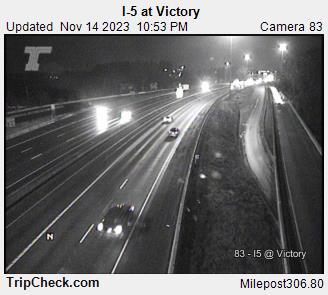 I-5 at Victory
Updated Nov 14 2023 10:53 PM Camera 83
T
N
83 - I5 @ Victory
TripCheck.com Milepost306.80